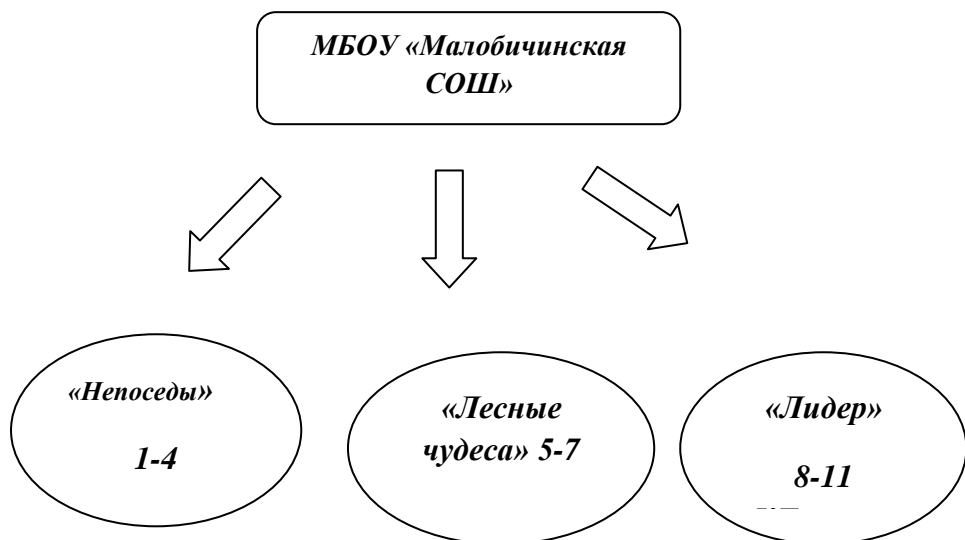 МБОУ «Малобичинская
СОШ»
«Непоседы»
1-4
«Лесные
чудеса» 5-7
«Лидер»
8-11